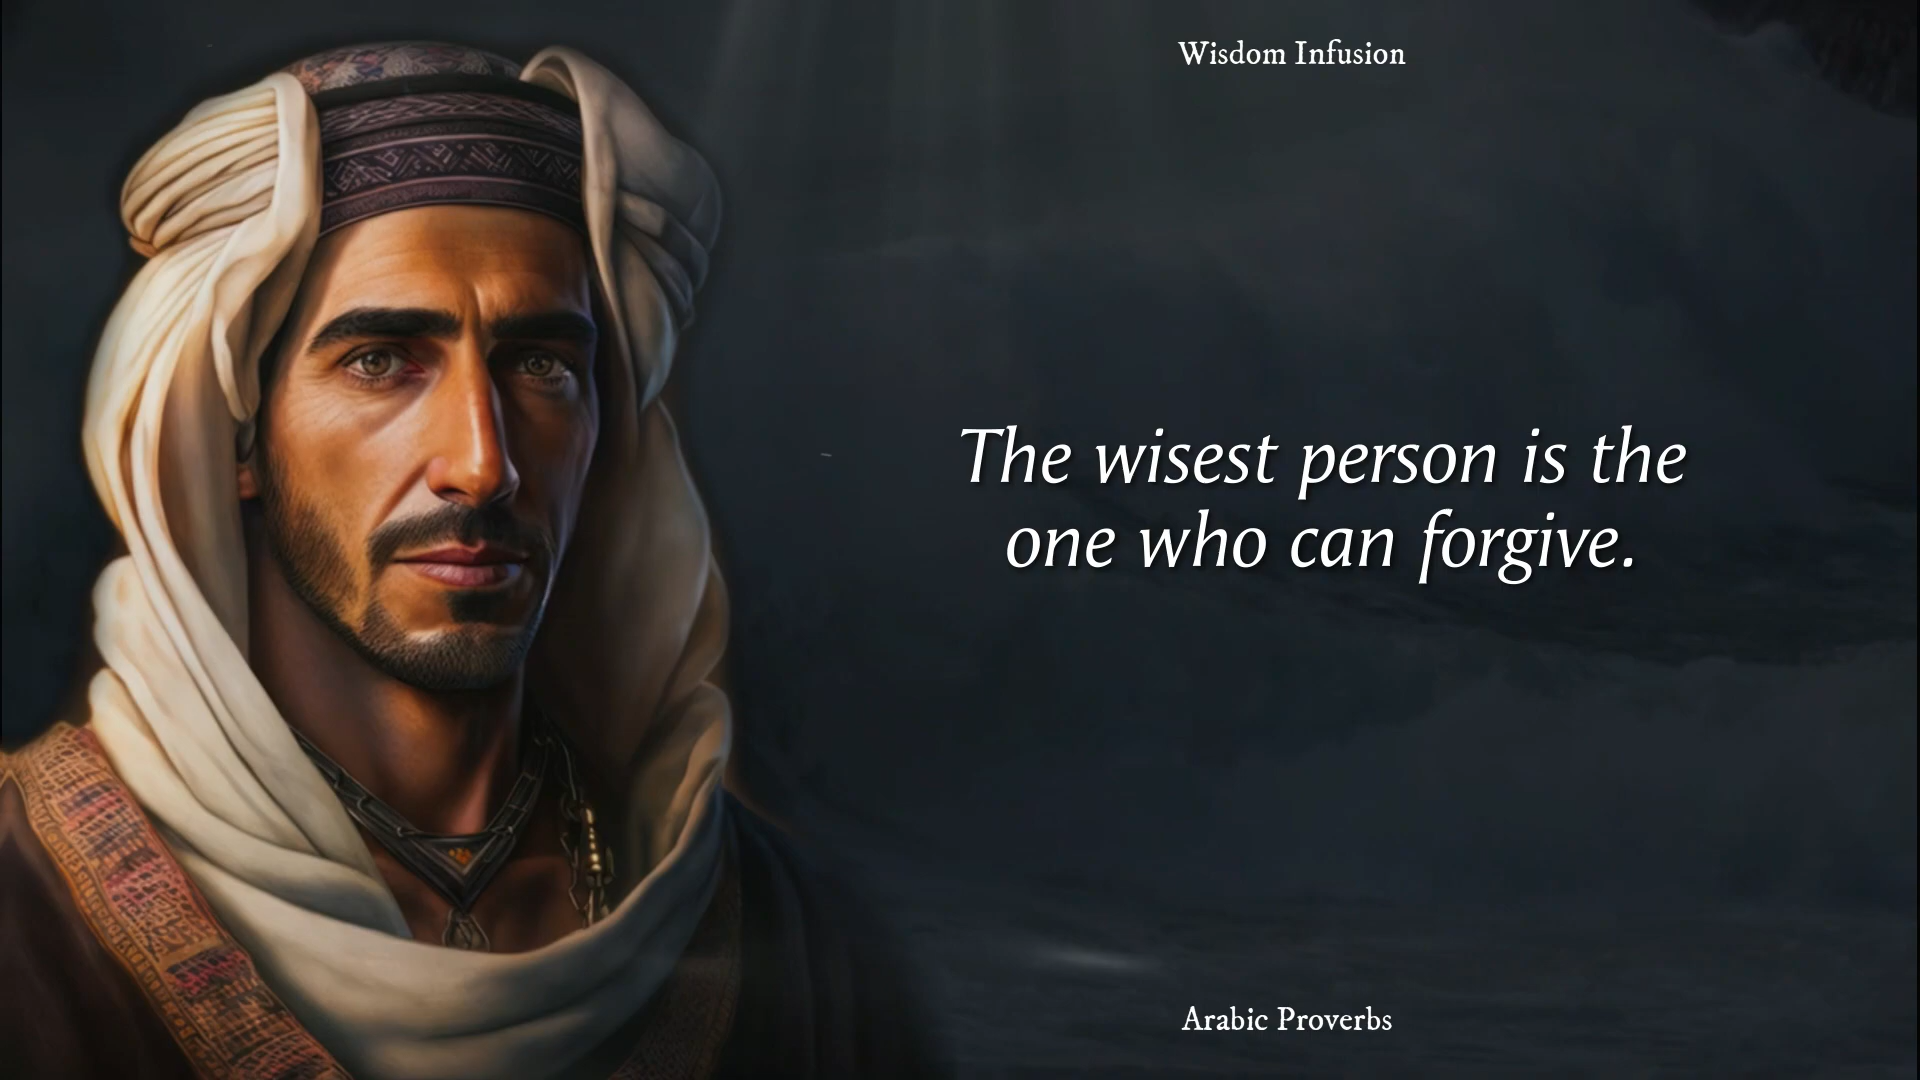 Wisdom Infusion
The wisest person is the
one who can forgive.
Arabic Proverbs